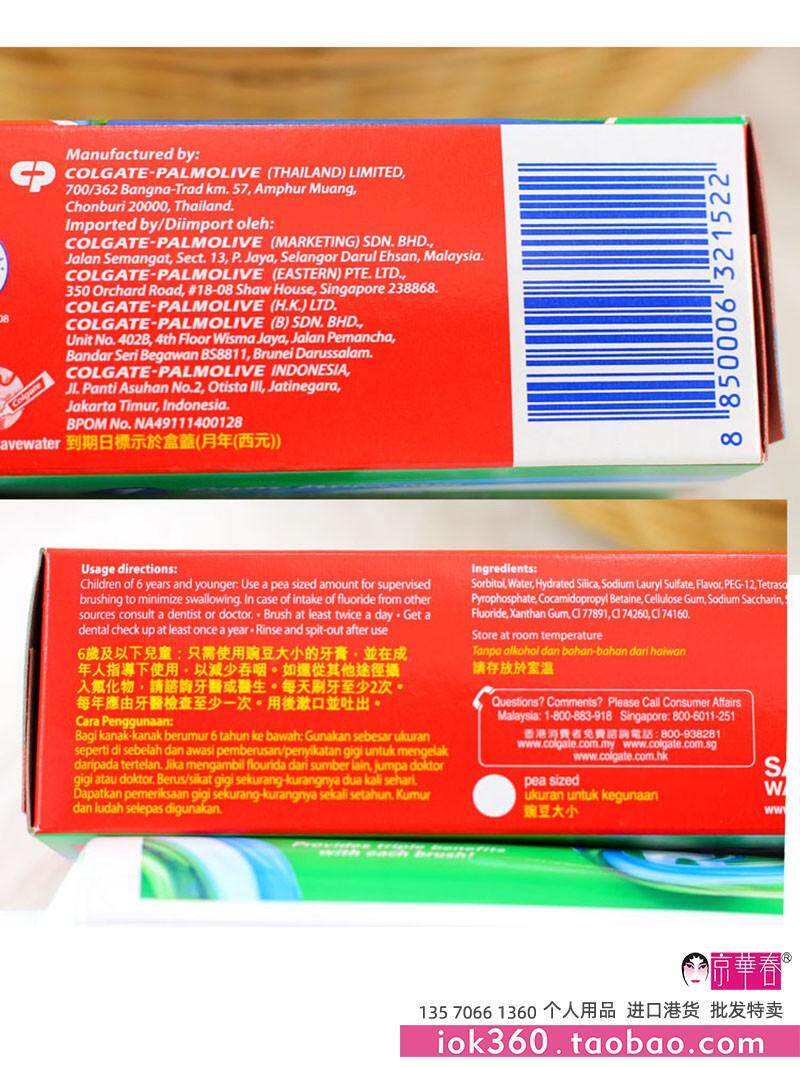 Manufactured by:
CP
COLGATE-PALMOLIVE (THAILAND) LIMITED,
700/362 Bangna-Trad km. 57, Amphur Muang,
Chonburi 20000, Thailand.
Imported by/Diimport oleh:
COLGATE-PALMOLIVE (MARKETING) SDN. BHD.,
Jalan Semangat, Sect. 13, P. Jaya, Selangor Darul Ehsan, Malaysia.
COLGATE-PALMOLIVE (EASTERN) PTE. LTD.,
350 Orchard Road, #18-08 Shaw House, Singapore 238868.
COLGATE-PALMOLIVE (H.K.) LTD.
COLGATE-PALMOLIVE (B) SDN. BHD.,
Unit No. 402B, 4th Floor Wisma Jaya, Jalan Pemancha,
Bandar Seri Begawan BS8811, Brunei Darussalam.
COLGATE-PALMOLIVE INDONESIA,
Jl. Panti Asuhan No.2, Otista III, Jatinegara,
Jakarta Timur, Indonesia.
BPOM No. NA49111400128
到期日標示於盒蓋(月年(西元))
08
Colgate
avewater
8 850006 321522
Usage directions:
Children of 6 years and younger: Use a pea sized amount for supervised
brushing to minimize swallowing. In case of intake of fluoride from other
sources consult a dentist or doctor. • Brush at least twice a day • Get a
dental check up at least once a year • Rinse and spit-out after use
6歲及以下兒童：只需使用豌豆大小的牙膏，並在成
年人指導下使用，以減少吞咽。如還從其他途徑攝
入氟化物，請諮詢牙醫或醫生。每天刷牙至少2次。
每年應由牙醫檢查至少一次。用後漱口並吐出。
Cara Penggunaan:
Bagi kanak-kanak berumur 6 tahun ke bawah: Gunakan sebesar ukuran
seperti di sebelah dan awasi pemberusan/penyikatan gigi untuk mengelak
daripada tertelan. Jika mengambil flourida dari sumber lain, jumpa doktor
gigi atau doktor. Berus/sikat gigi sekurang-kurangnya dua kali sehari.
Dapatkan pemeriksaan gigi sekurang-kurangnya sekali setahun. Kumur
dan ludah selepas digunakan.
Ingredients:
Sorbitol, Water, Hydrated Silica, Sodium Lauryl Sulfate, Flavor, PEG-12, Tetraso
Pyrophosphate, Cocamidopropyl Betaine, Cellulose Gum, Sodium Saccharin, S
Fluoride, Xanthan Gum, CI 77891, CI 74260, CI 74160.
Store at room temperature
Tanpa alkohol dan bahan-bahan dari haiwan
請存放於室温
Questions? Comments? Please Call Consumer Affairs
Malaysia: 1-800-883-918 Singapore: 800-6011-251
香港消費者免費諮詢電話：800-938281
www.colgate.com.my www.colgate.com.sg
www.colgate.com.hk
pea sized
ukuran untuk kegunaan
豌豆大小
SA
WA
ww
Provides triple benefits
with each brush!
京華春®
135 7066 1360 个人用品 进口港货 批发特卖
iok360.taobao.com